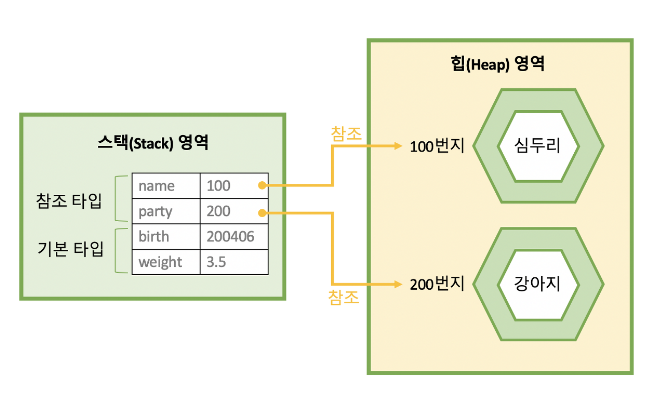 스택(Stack) 영역
참조 타입
name 100
party 200
기본 타입
birth 200406
weight 3.5
참조
참조
힙(Heap) 영역
100번지 심두리
200번지 강아지